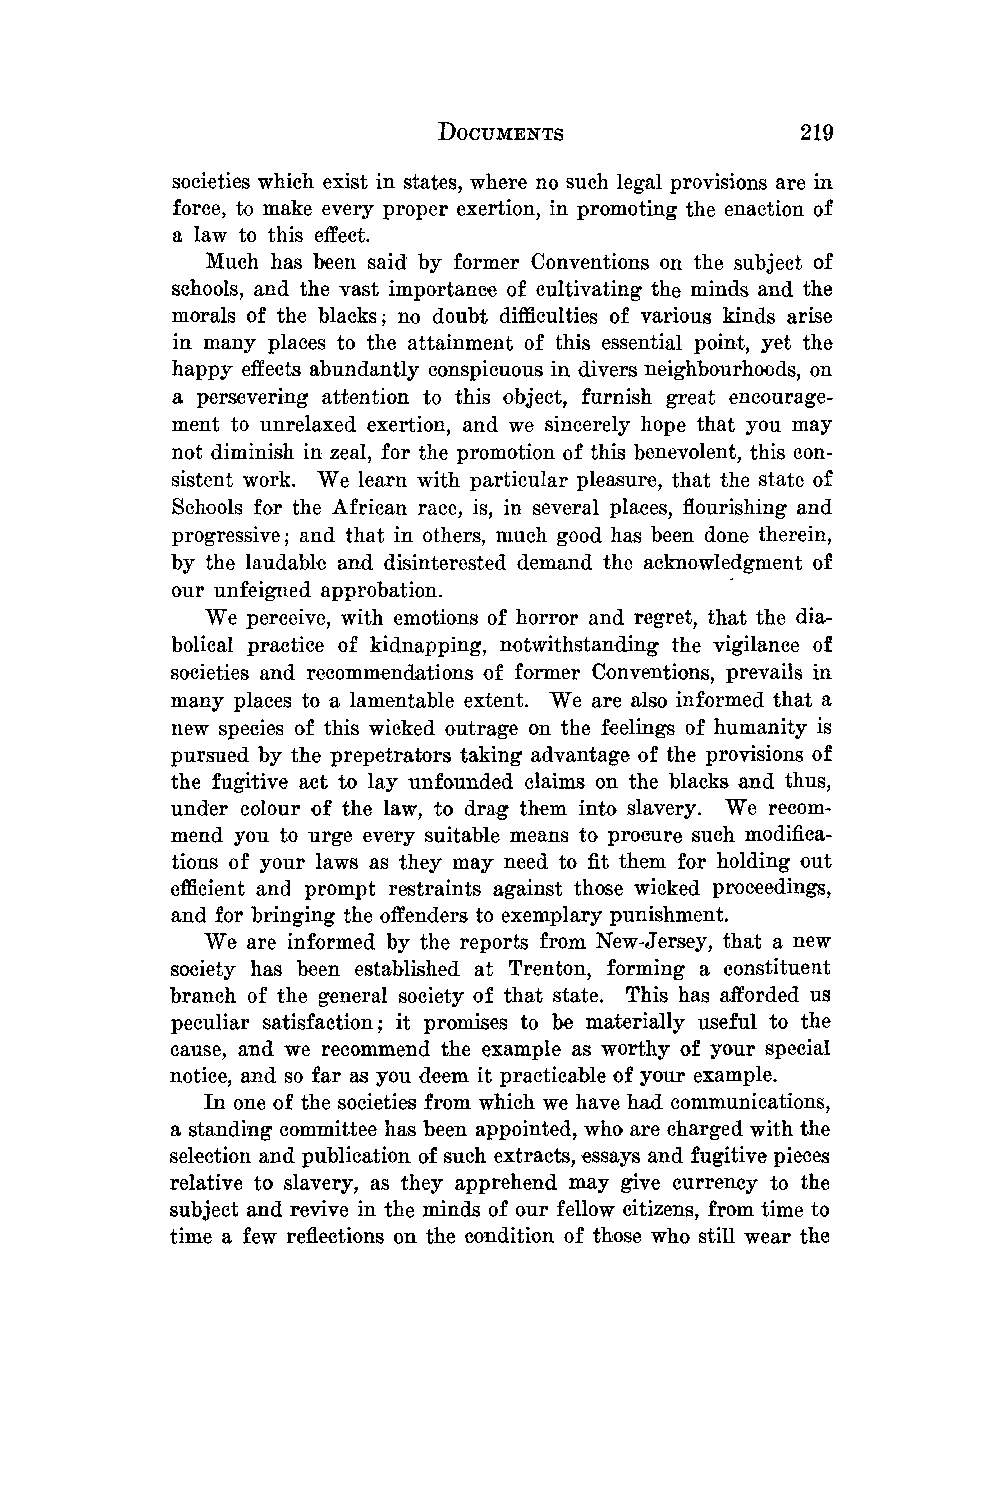 DOCUMENTS 219
societies which exist in states, where no such legal provisions are in
force, to make every proper exertion, in promoting the enaction of
a law to this effect.
Much has been said by former Conventions on the subject of
schools, and the vast importance of cultivating the minds and the
morals of the blacks; no doubt difficulties of various kinds arise
in many places to the attainment of this essential point, yet the
happy effects abundantly conspicuous in divers neighbourhoods, on
a persevering attention to this object, furnish great encourage-
ment to unrelaxed exertion, and we sincerely hope that you may
not diminish in zeal, for the promotion of this benevolent, this con-
sistent work. We learn with particular pleasure, that the state of
Schools for the African race, is, in several places, flourishing and
progressive; and that in others, much good has been done therein,
by the laudable and disinterested demand the acknowledgment of
our unfeigned approbation.
We perceive, with emotions of horror and regret, that the dia-
bolical practice of kidnapping, notwithstanding the vigilance of
societies and recommendations of former Conventions, prevails in
many places to a lamentable extent. We are also informed that a
new species of this wicked outrage on the feelings of humanity is
pursued by the prepetrators taking advantage of the provisions of
the fugitive act to lay unfounded claims on the blacks and thus,
under colour of the law, to drag them into slavery. We recom-
mend you to urge every suitable means to procure such modifica-
tions of your laws as they may need to fit them for holding out
efficient and prompt restraints against those wicked proceedings,
and for bringing the offenders to exemplary punishment.
We are informed by the reports from New-Jersey, that a new
society has been established at Trenton, forming a constituent
branch of the general society of that state. This has afforded us
peculiar satisfaction; it promises to be materially useful to the
cause, and we recommend the example as worthy of your special
notice, and so far as you deem it practicable of your example.
In one of the societies from which we have had communications,
a standing committee has been appointed, who are charged with the
selection and publication of such extracts, essays and fugitive pieces
relative to slavery, as they apprehend may give currency to the
subject and revive in the minds of our fellow citizens, from time to
time a few reflections on the condition of those who still wear the